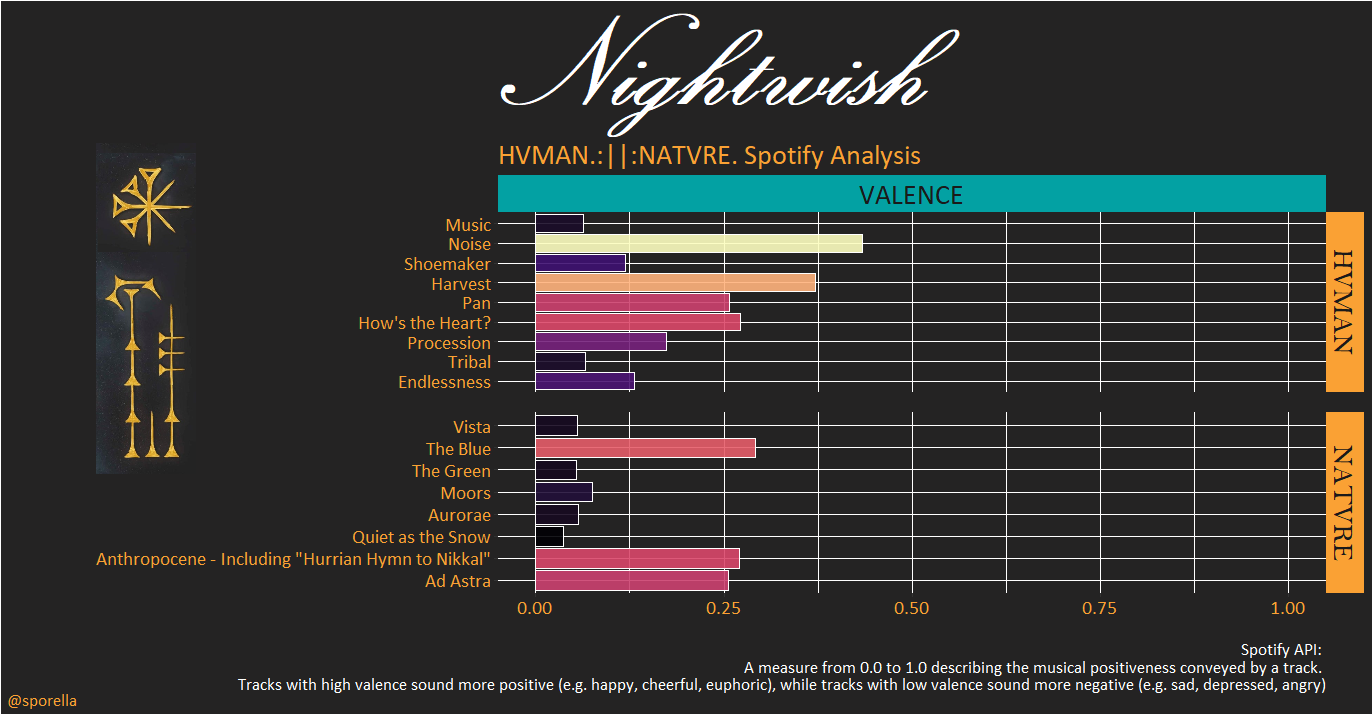 Nightwish
HVMAN.:||:NATVRE. Spotify Analysis
VALENCE
Music
Noise
Shoemaker
Harvest
Pan
How's the Heart?
Procession
Tribal
Endlessness
HVMAN
Vista
The Blue
The Green
Moors
Aurorae
Quiet as the Snow
Anthropocene - Including "Hurrian Hymn to Nikkal"
Ad Astra
NATVRE
0.00 0.25 0.50 0.75 1.00
Spotify API:
A measure from 0.0 to 1.0 describing the musical positiveness conveyed by a track.
Tracks with high valence sound more positive (e.g. happy, cheerful, euphoric), while tracks with low valence sound more negative (e.g. sad, depressed, angry)
@sporella